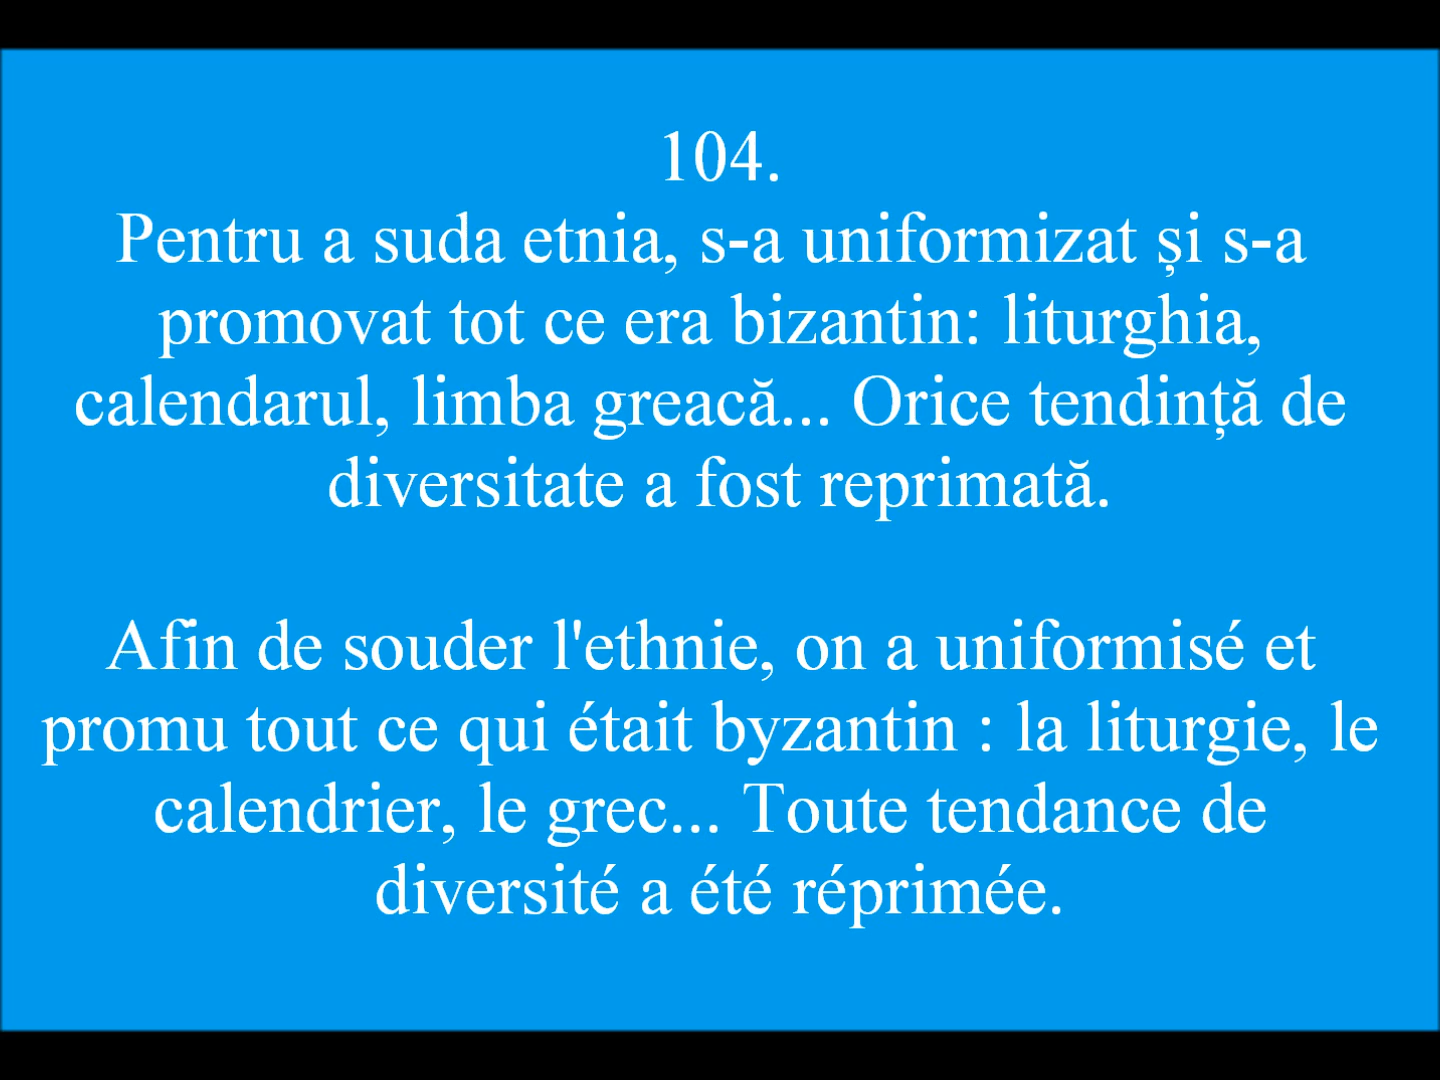 104.
Pentru a suda etnia, s-a uniformizat și s-a
promovat tot ce era bizantin: liturghia,
calendarul, limba greacă... Orice tendință de
diversitate a fost reprimată.
Afin de souder l'ethnie, on a uniformisé et
promu tout ce qui était byzantin : la liturgie, le
calendrier, le grec... Toute tendance de
diversité a été réprimée.